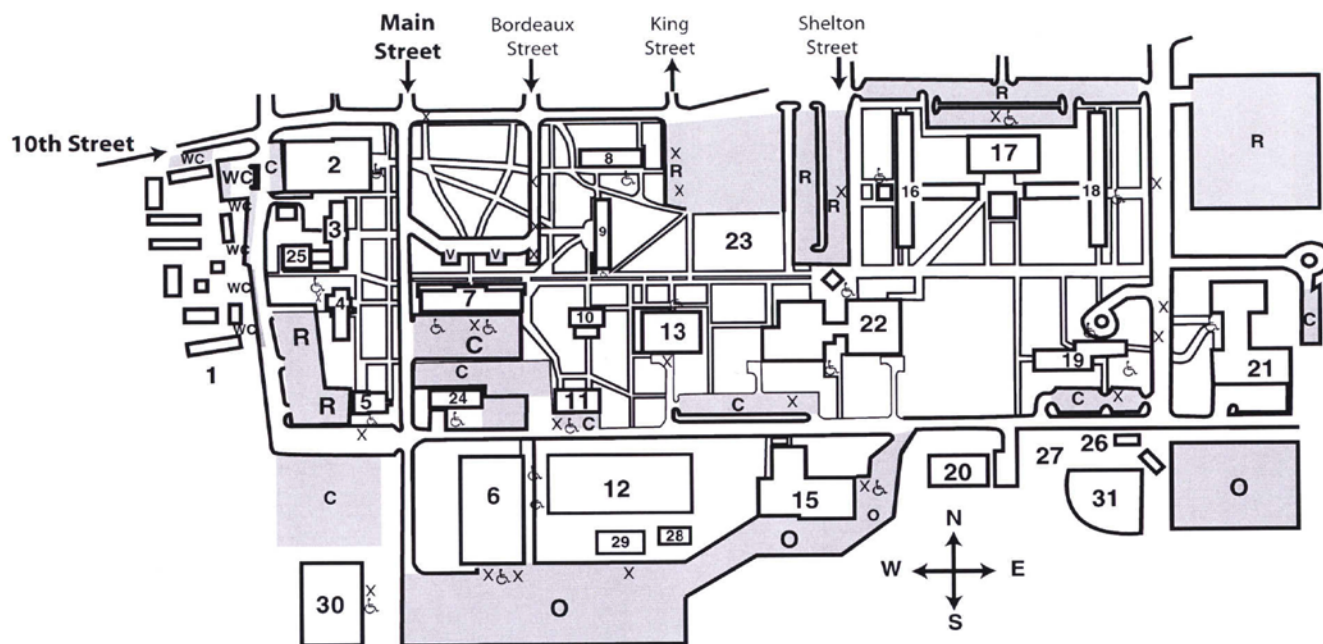 Main
Street
Bordeaux
Street
King
Street
Shelton
Street
10th Street
R
X
WC
C
2
X
8
17
R
WC
X
R
X
R
X
16
18
X
WC
3
9
23
R
WC
25
V
V
V
X
WC
X
4
7
X
10
13
22
X
C
WC
R
C
X
19
X
21
1
C
R
5
24
11
C
X
C
X
X
X
C
26
27
C
6
12
15
X
20
31
O
O
29
28
O
N
W
E
S
X
X
X
30
X
O